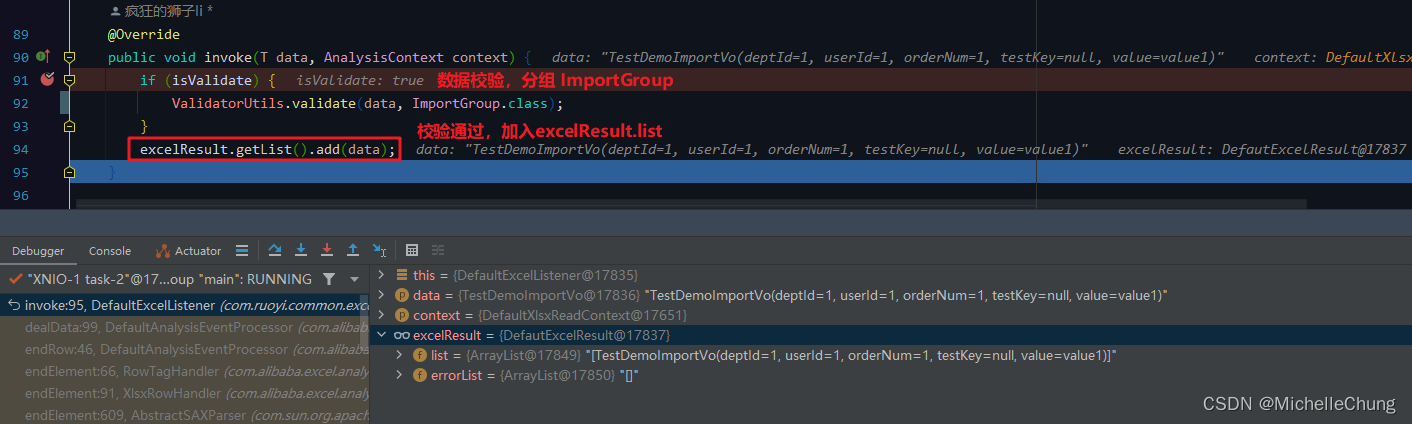 疯狂的狮子li *
89 @Override
90 public void invoke(T data, AnalysisContext context) { data: "TestDemoImportVo(deptId=1, userId=1, orderNum=1, testKey=null, value=value1)" context: DefaultXlsx
91 if (isValidate) { isValidate: true 数据校验，分组 ImportGroup
92 ValidatorUtils.validate(data, ImportGroup.class);
93 }
校验通过，加入excelResult.list
94 excelResult.getList().add(data); data: "TestDemoImportVo(deptId=1, userId=1, orderNum=1, testKey=null, value=value1)" excelResult: DefautExcelResult@17837
95 }
96
Debugger Console Actuator
"XNIO-1 task-2"@17...oup "main": RUNNING
invoke:95, DefaultExcelListener (com.ruoyi.common.exce
dealData:99, DefaultAnalysisEventProcessor (com.alibaba
endRow:46, DefaultAnalysisEventProcessor (com.alibaba.
endElement:66, RowTagHandler (com.alibaba.excel.analy
endElement:91, XlsxRowHandler (com.alibaba.excel.analy
endElement:609, AbstractSAXParser (com.sun.org.apach
this = {DefaultExcelListener@17835}
data = {TestDemoImportVo@17836} "TestDemoImportVo(deptId=1, userId=1, orderNum=1, testKey=null, value=value1)"
context = {DefaultXlsxReadContext@17651}
excelResult = {DefautExcelResult@17837}
list = {ArrayList@17849} "[TestDemoImportVo(deptId=1, userId=1, orderNum=1, testKey=null, value=value1)]"
errorList = {ArrayList@17850} "[]"
CSDN @MichelleChung